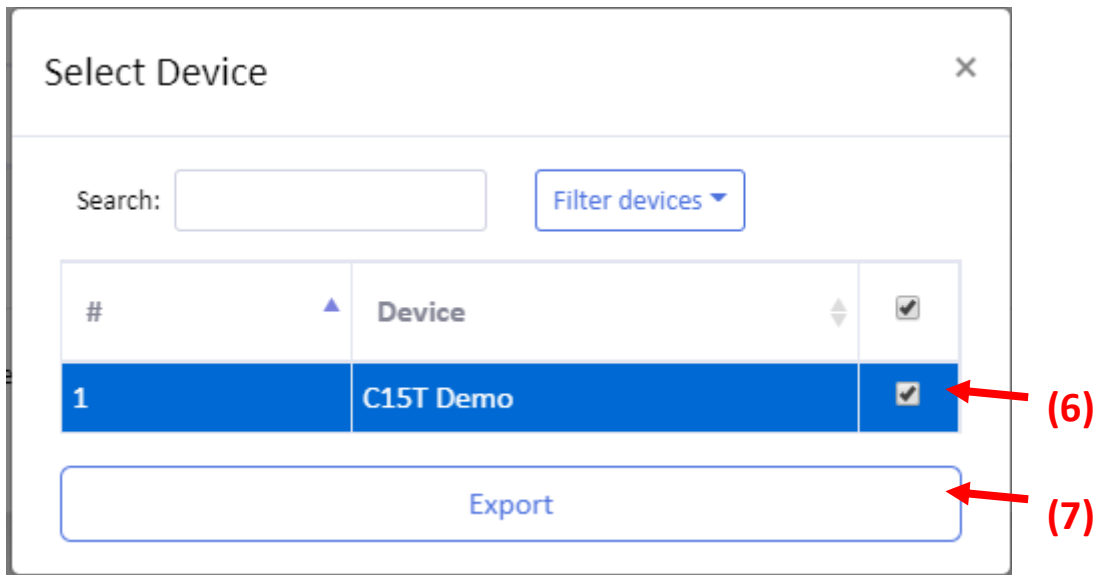 Select Device ×
Search: Filter devices
# Device
1 C15T Demo (6)
Export (7)